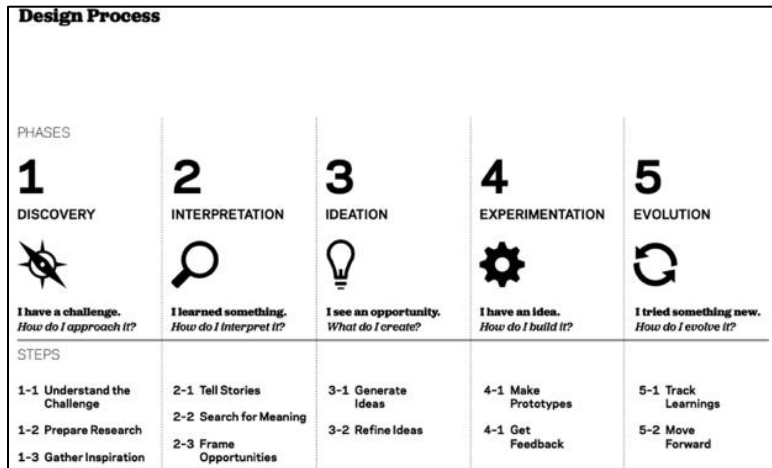 Design Process
PHASES
1
DISCOVERY
I have a challenge.
How do I approach it?
2
INTERPRETATION
I learned something.
How do I interpret it?
3
IDEATION
I see an opportunity.
What do I create?
4
EXPERIMENTATION
I have an idea.
How do I build it?
5
EVOLUTION
I tried something new.
How do I evolve it?
STEPS
1-1 Understand the
Challenge
1-2 Prepare Research
1-3 Gather Inspiration
2-1 Tell Stories
2-2 Search for Meaning
2-3 Frame
Opportunities
3-1 Generate
Ideas
3-2 Refine Ideas
4-1 Make
Prototypes
4-1 Get
Feedback
5-1 Track
Learnings
5-2 Move
Forward